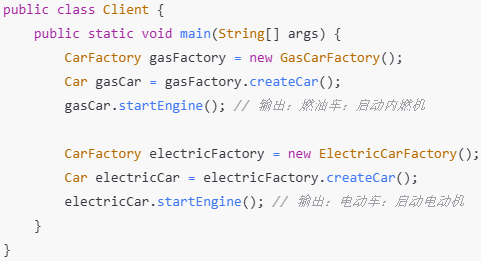 public class Client {
    public static void main(String[] args) {
        CarFactory gasFactory = new GasCarFactory();
        Car gasCar = gasFactory.createCar();
        gasCar.startEngine(); // 输出：燃油车：启动内燃机

        CarFactory electricFactory = new ElectricCarFactory();
        Car electricCar = electricFactory.createCar();
        electricCar.startEngine(); // 输出：电动车：启动电动机
    }
}